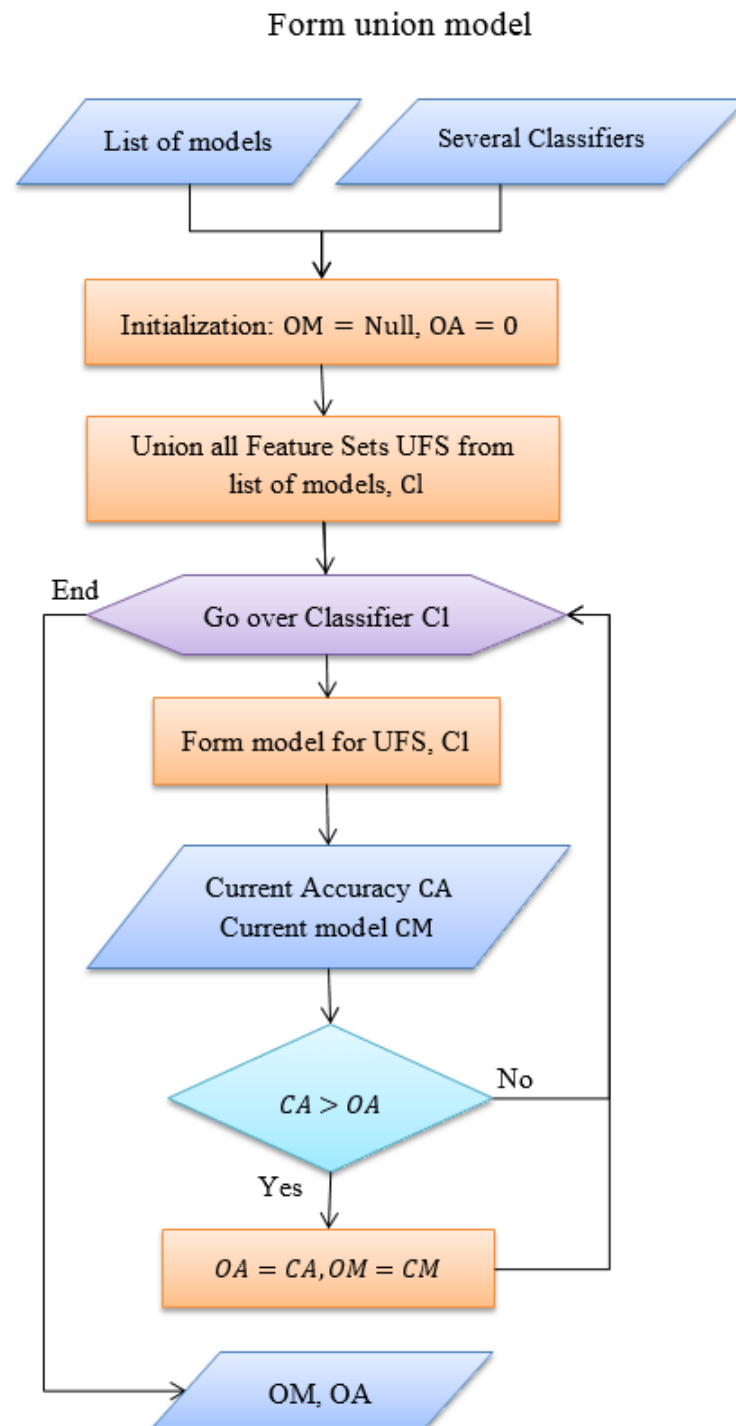 Form union model
List of models
Several Classifiers
Initialization: OM = Null, OA = 0
Union all Feature Sets UFS from
list of models, Cl
End
Go over Classifier Cl
Form model for UFS, Cl
Current Accuracy CA
Current model CM
CA > OA
No
Yes
OA = CA, OM = CM
OM, OA